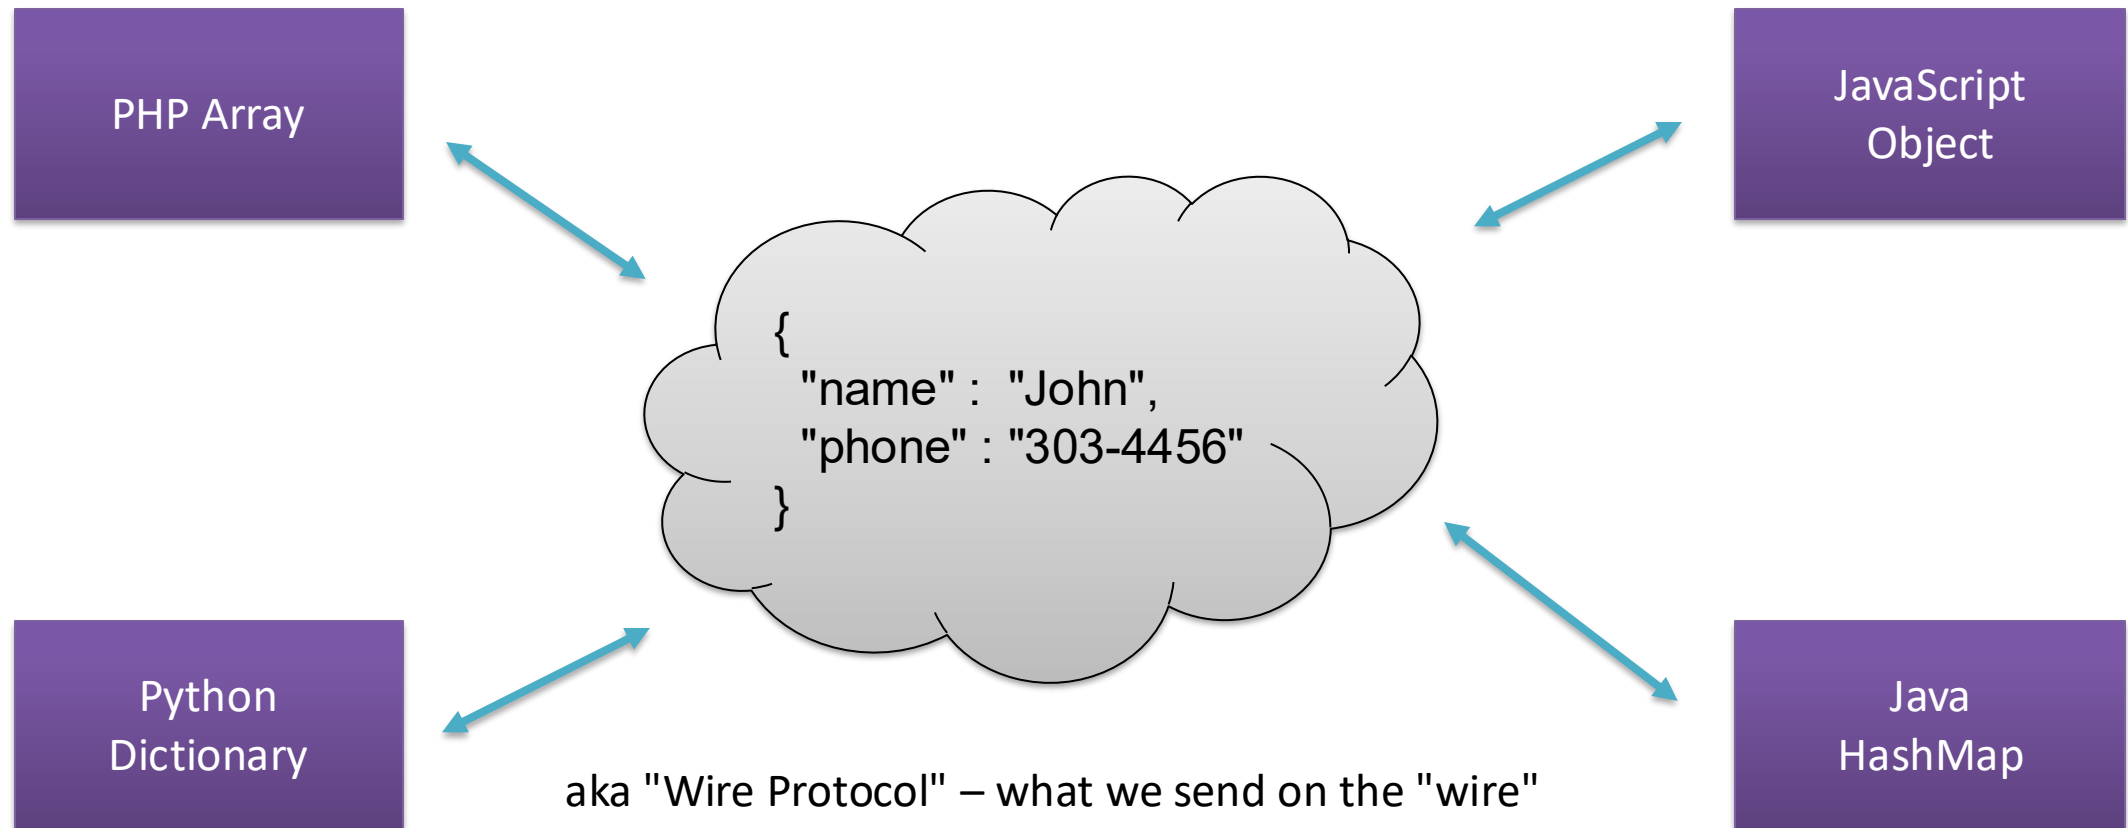 PHP Array
JavaScript
Object
{
"name" :  "John",
"phone" : "303-4456"
}
Python
Dictionary
Java
HashMap
aka "Wire Protocol" – what we send on the "wire"